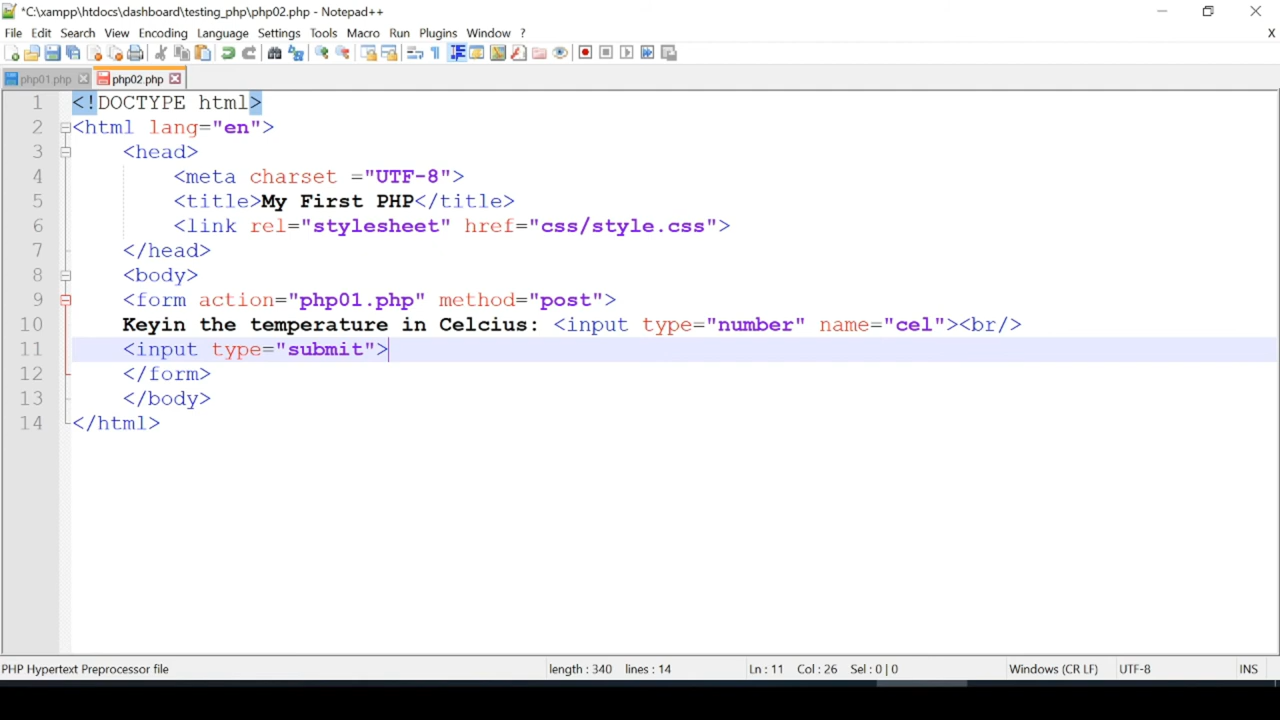 *C:\xampp\htdocs\dashboard\testing_php\php02.php - Notepad++
File Edit Search View Encoding Language Settings Tools Macro Run Plugins Window ? X
php01.php php02.php
1 <!DOCTYPE html>
2 <html lang="en">
3 <head>
4 <meta charset ="UTF-8">
5 <title>My First PHP</title>
6 <link rel="stylesheet" href="css/style.css">
7 </head>
8 <body>
9 <form action="php01.php" method="post">
10 Keyin the temperature in Celcius: <input type="number" name="cel"><br/>
11 <input type="submit">
12 </form>
13 </body>
14 </html>
PHP Hypertext Preprocessor file length : 340 lines : 14 Ln : 11 Col : 26 Sel : 0 | 0 Windows (CR LF) UTF-8 INS